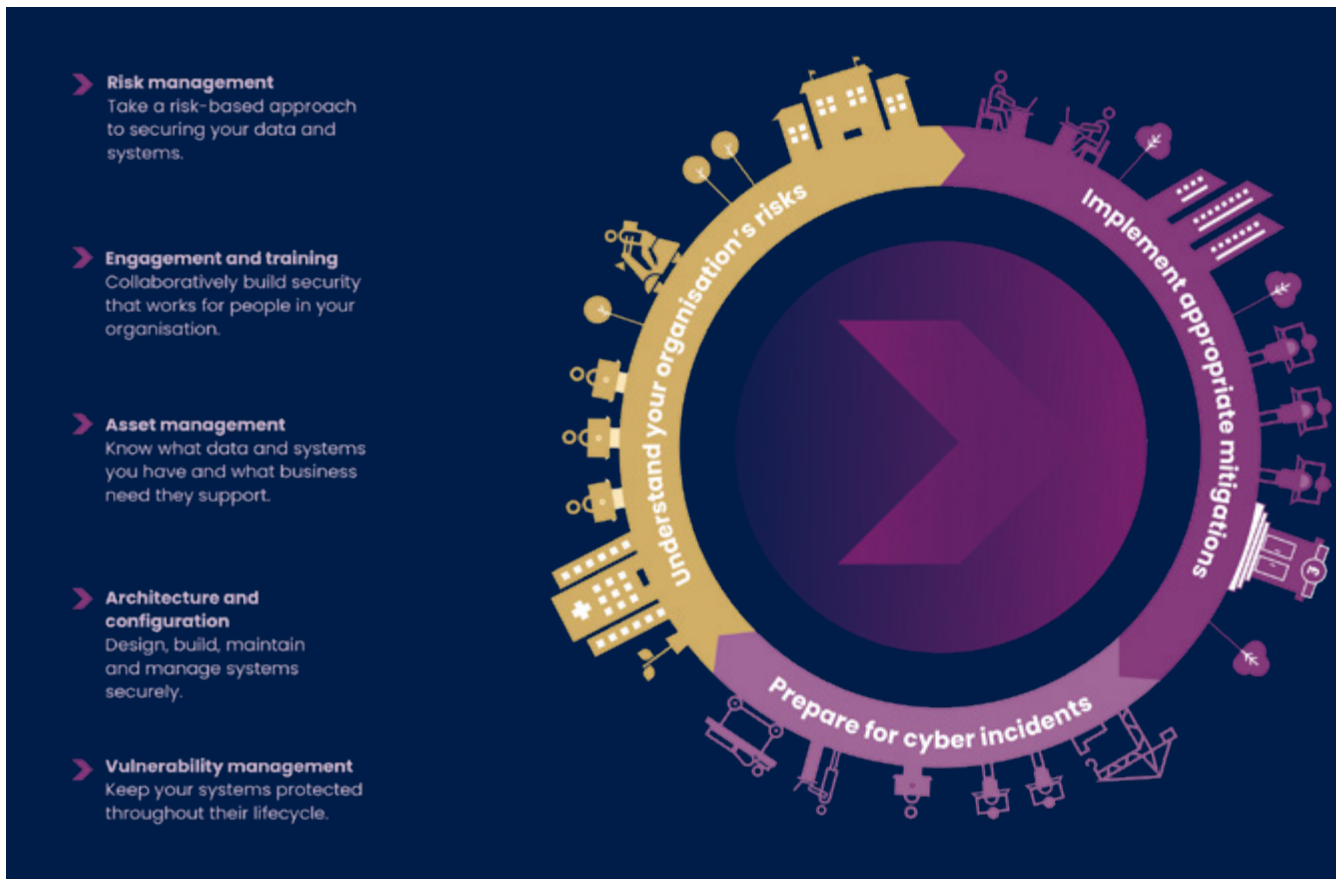 Risk management
Take a risk-based approach
to securing your data and
systems.
Engagement and training
Collaboratively build security
that works for people in your
organisation.
Asset management
Know what data and systems
you have and what business
need they support.
Architecture and
configuration
Design, build, maintain
and manage systems
securely.
Vulnerability management
Keep your systems protected
throughout their lifecycle.
Understand your organisation's risks
Implement appropriate mitigations
Prepare for cyber incidents